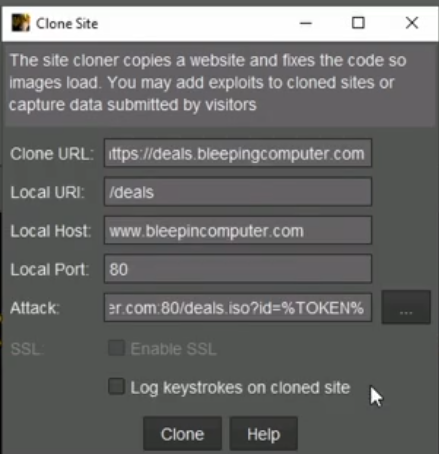 Clone Site
The site cloner copies a website and fixes the code so
images load. You may add exploits to cloned sites or
capture data submitted by visitors
Clone URL: https://deals.bleepingcomputer.com
Local URI: /deals
Local Host: www.bleepincomputer.com
Local Port: 80
Attack: er.com:80/deals.iso?id=%TOKEN% ...
SSL: Enable SSL
Log keystrokes on cloned site
Clone Help